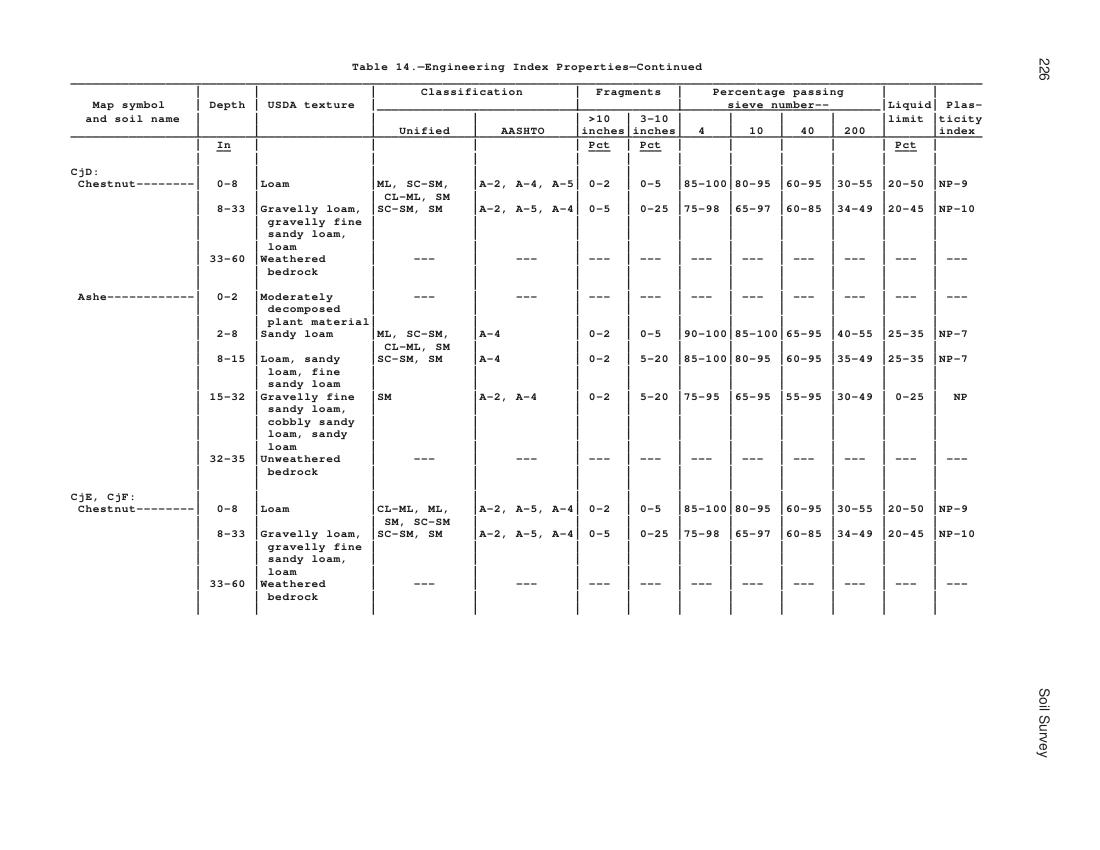 Table 14.—Engineering Index Properties—Continued
226
Classification Fragments Percentage passing
Map symbol Depth USDA texture sieve number-- Liquid Plas-
and soil name >10 3-10 limit ticity
Unified AASHTO inches inches 4 10 40 200 index
In Pct Pct Pct
CjD:
Chestnut-------- 0-8 Loam ML, SC-SM, A-2, A-4, A-5 0-2 0-5 85-100 80-95 60-95 30-55 20-50 NP-9
CL-ML, SM
8-33 Gravelly loam, SC-SM, SM A-2, A-5, A-4 0-5 0-25 75-98 65-97 60-85 34-49 20-45 NP-10
gravelly fine
sandy loam,
loam
33-60 Weathered --- --- --- --- --- --- --- --- --- ---
bedrock
Ashe------------ 0-2 Moderately --- --- --- --- --- --- --- --- --- ---
decomposed
plant material
2-8 Sandy loam ML, SC-SM, A-4 0-2 0-5 90-100 85-100 65-95 40-55 25-35 NP-7
CL-ML, SM
8-15 Loam, sandy SC-SM, SM A-4 0-2 5-20 85-100 80-95 60-95 35-49 25-35 NP-7
loam, fine
sandy loam
15-32 Gravelly fine SM A-2, A-4 0-2 5-20 75-95 65-95 55-95 30-49 0-25 NP
sandy loam,
cobbly sandy
loam, sandy
loam
32-35 Unweathered --- --- --- --- --- --- --- --- --- ---
bedrock
CjE, CjF:
Chestnut-------- 0-8 Loam CL-ML, ML, A-2, A-5, A-4 0-2 0-5 85-100 80-95 60-95 30-55 20-50 NP-9
SM, SC-SM
8-33 Gravelly loam, SC-SM, SM A-2, A-5, A-4 0-5 0-25 75-98 65-97 60-85 34-49 20-45 NP-10
gravelly fine
sandy loam,
loam
33-60 Weathered --- --- --- --- --- --- --- --- --- ---
bedrock
Soil Survey